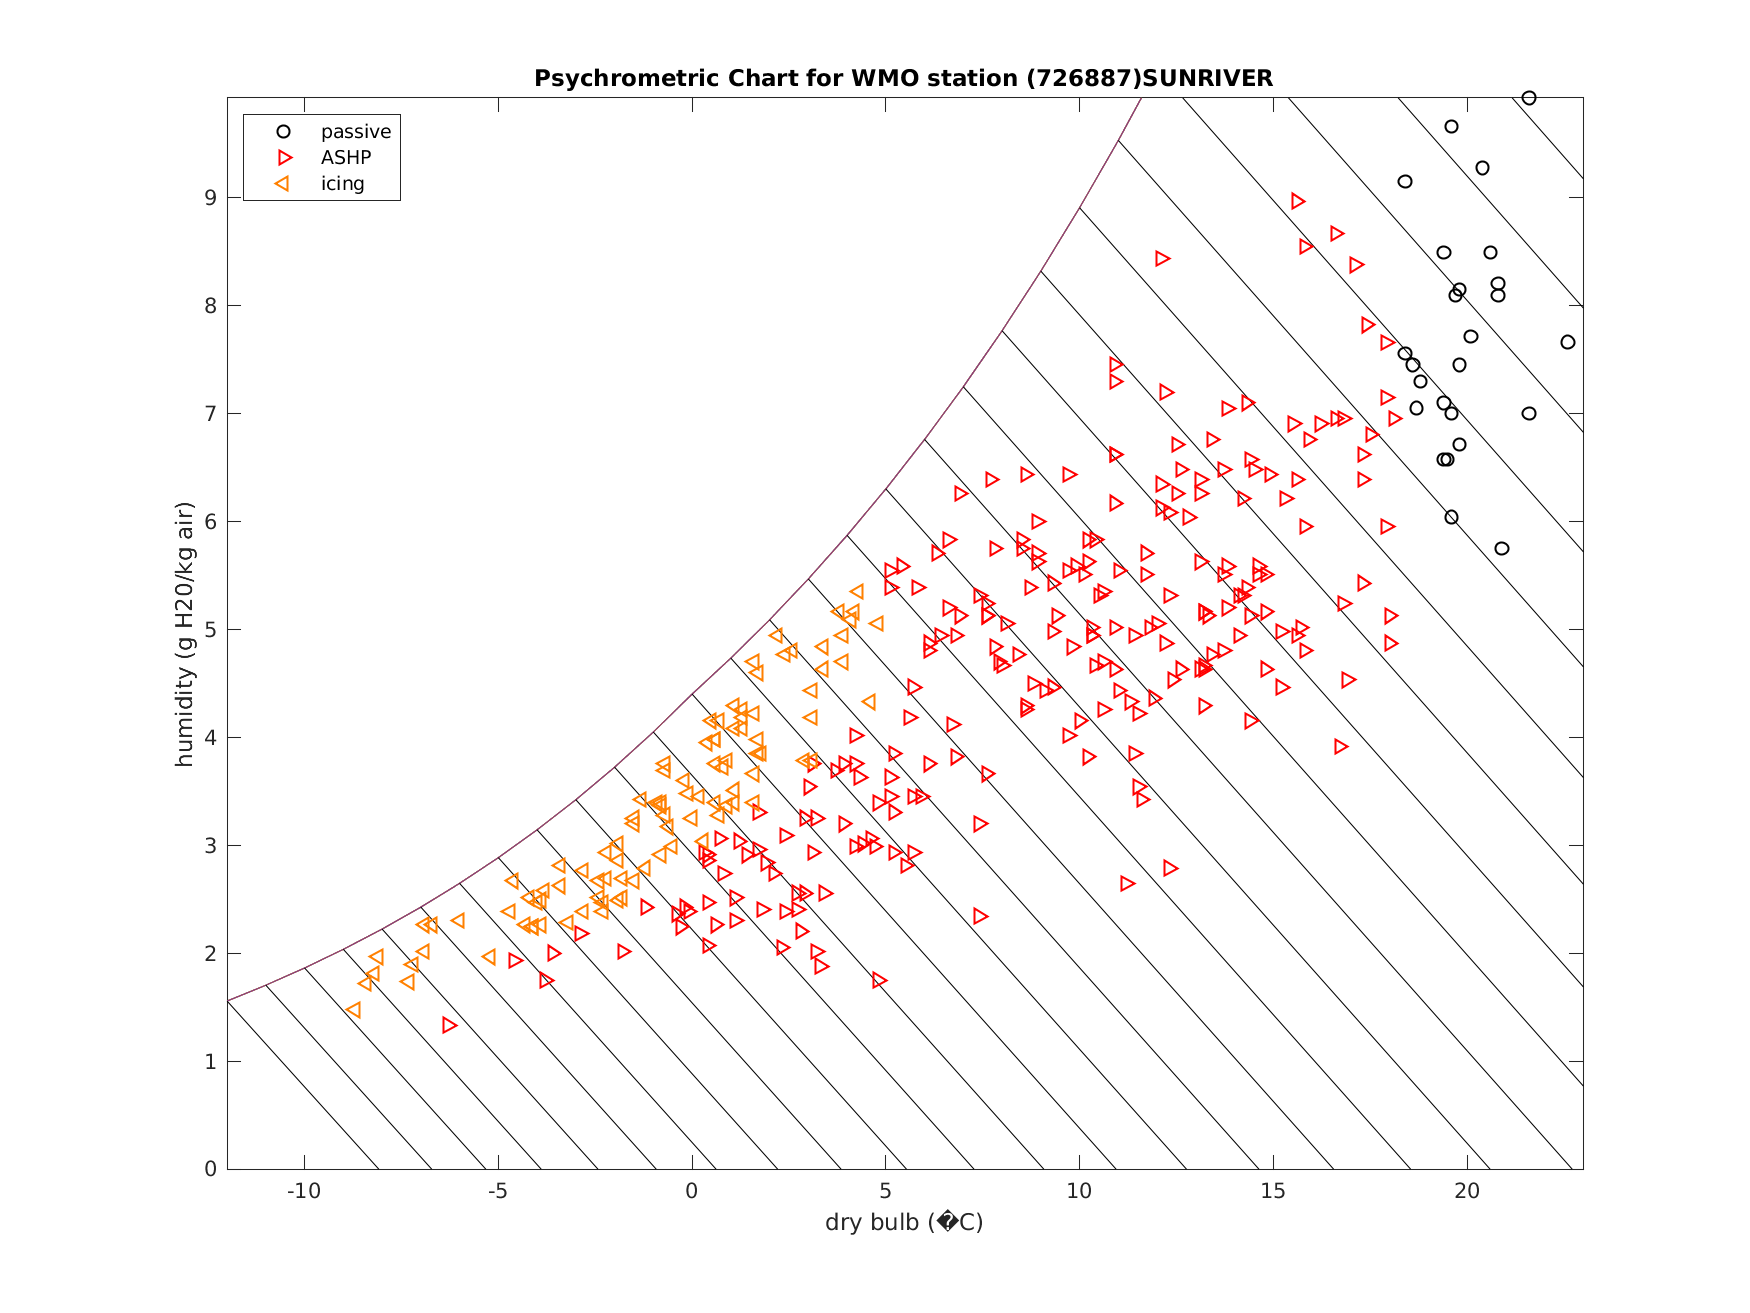 Psychrometric Chart for WMO station (726887)SUNRIVER
passive
ASHP
icing
9
8
7
6
5
4
3
2
1
0
humidity (g H20/kg air)
-10 -5 0 5 10 15 20
dry bulb (�C)